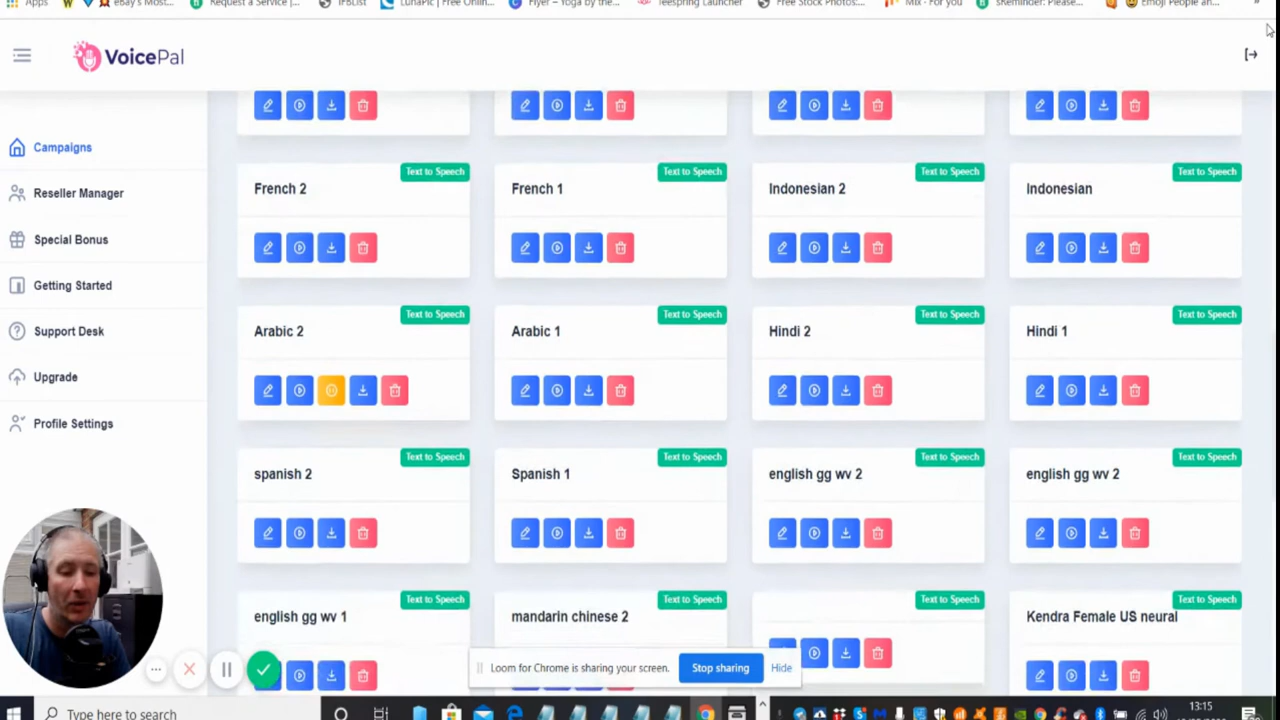 Apps
eBay's Most...
Request a Service | ...
IFBList
LunaPic | Free Onlin...
Flyer – Yoga by the...
Teespring Launcher
Free Stock Photos:...
Mix - For you
sReminder: Please...
Emoji People an...
»
VoicePal
Campaigns
Reseller Manager
Special Bonus
Getting Started
Support Desk
Upgrade
Profile Settings
Text to Speech
Text to Speech
Text to Speech
Text to Speech
French 2
French 1
Indonesian 2
Indonesian
Text to Speech
Text to Speech
Text to Speech
Text to Speech
Arabic 2
Arabic 1
Hindi 2
Hindi 1
Text to Speech
Text to Speech
Text to Speech
Text to Speech
spanish 2
Spanish 1
english gg wv 2
english gg wv 2
Text to Speech
Text to Speech
Text to Speech
Text to Speech
english gg wv 1
mandarin chinese 2
Kendra Female US neural
Loom for Chrome is sharing your screen.
Stop sharing
Hide
Type here to search
13:15